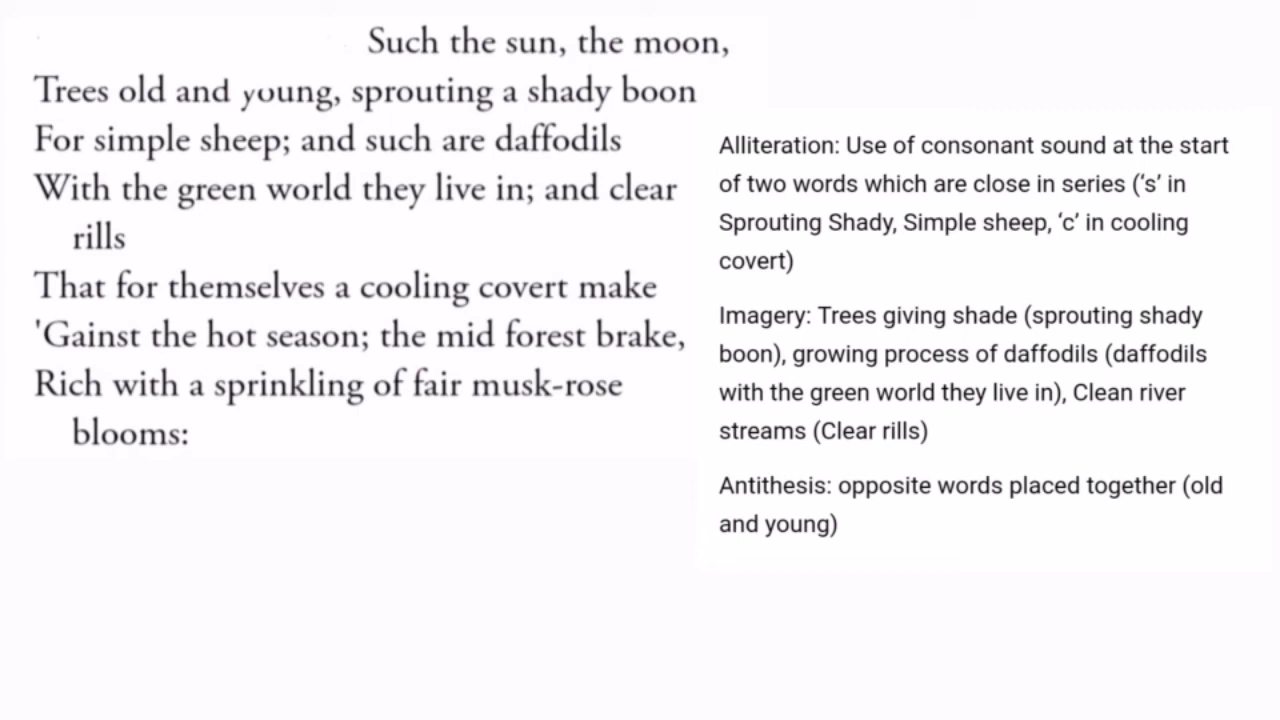 Such the sun, the moon,
Trees old and young, sprouting a shady boon
For simple sheep; and such are daffodils
With the green world they live in; and clear
rills
That for themselves a cooling covert make
'Gainst the hot season; the mid forest brake,
Rich with a sprinkling of fair musk-rose
blooms:
Alliteration: Use of consonant sound at the start
of two words which are close in series (‘s’ in
Sprouting Shady, Simple sheep, ‘c’ in cooling
covert)
Imagery: Trees giving shade (sprouting shady
boon), growing process of daffodils (daffodils
with the green world they live in), Clean river
streams (Clear rills)
Antithesis: opposite words placed together (old
and young)